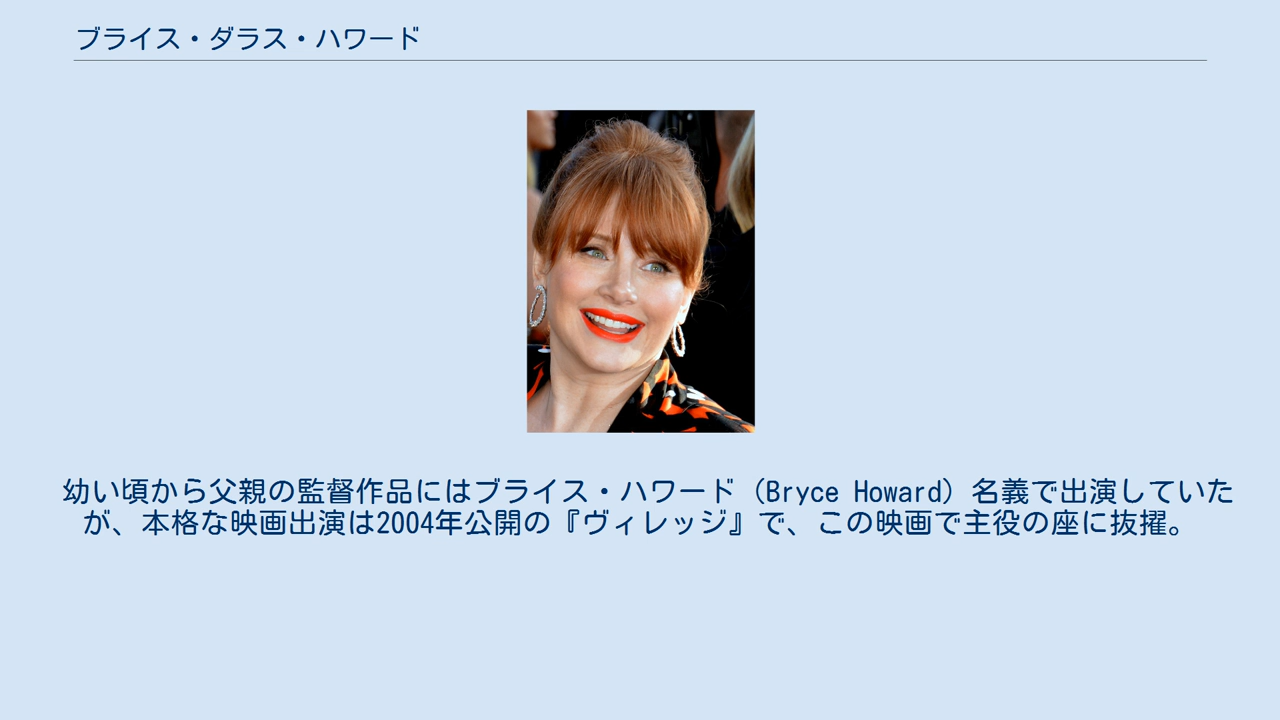 ブライス・ダラス・ハワード
幼い頃から父親の監督作品にはブライス・ハワード（Bryce Howard）名義で出演していた
が、本格な映画出演は2004年公開の『ヴィレッジ』で、この映画で主役の座に抜擢。